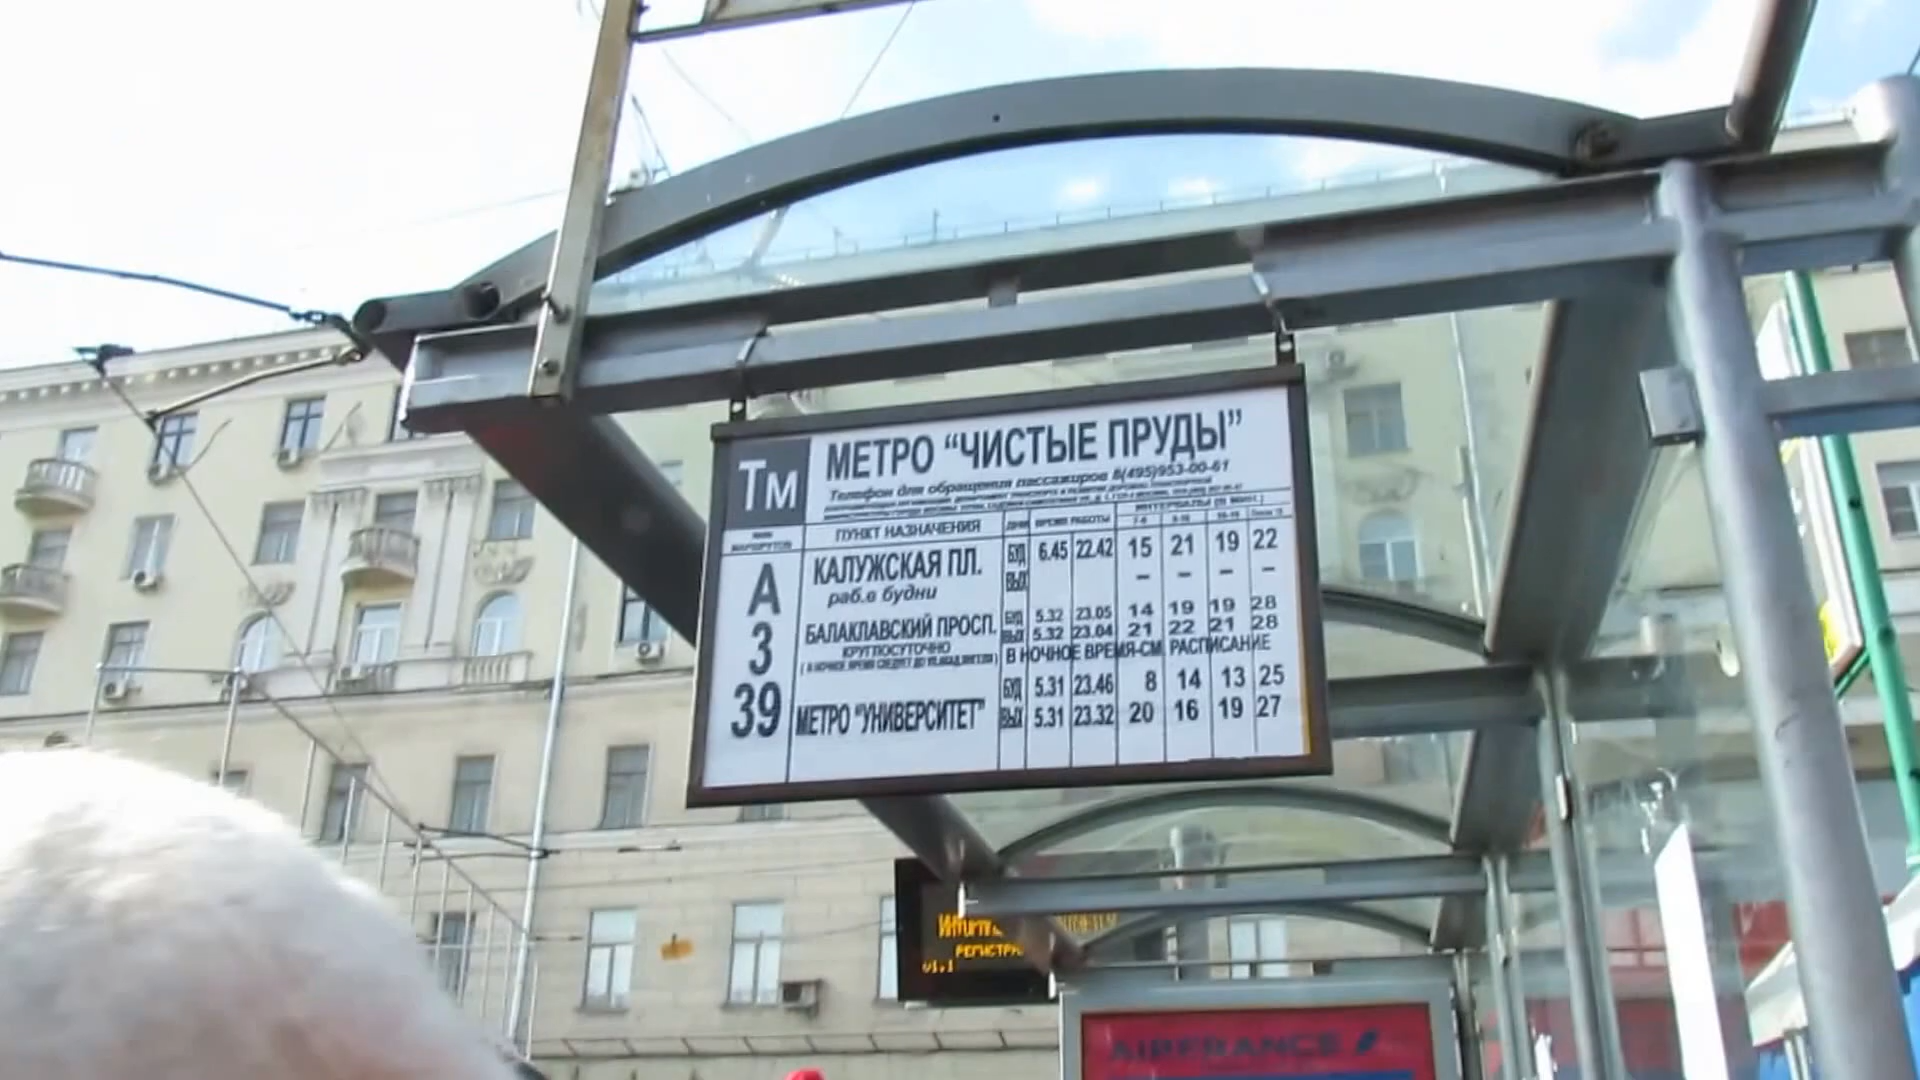 Тм
МЕТРО “ЧИСТЫЕ ПРУДЫ”
Телефон для обращения пассажиров 8(495)953-00-61
МАРШРУТОВ ПУНКТ НАЗНАЧЕНИЯ ДНИ ВРЕМЯ РАБОТЫ ИНТЕРВАЛЫ (В МИН.)
А КАЛУЖСКАЯ ПЛ. БУД 6.45 22.42 15 21 19 22
раб.в будни ВЫХ – – – –
3 БАЛАКЛАВСКИЙ ПРОСП. БУД 5.32 23.05 14 19 19 28
КРУГЛОСУТОЧНО ВЫХ 5.32 23.04 21 22 21 28
В НОЧНОЕ ВРЕМЯ-СМ. РАСПИСАНИЕ
39 МЕТРО “УНИВЕРСИТЕТ” БУД 5.31 23.46 8 14 13 25
ВЫХ 5.31 23.32 20 16 19 27
AIRFRANCE